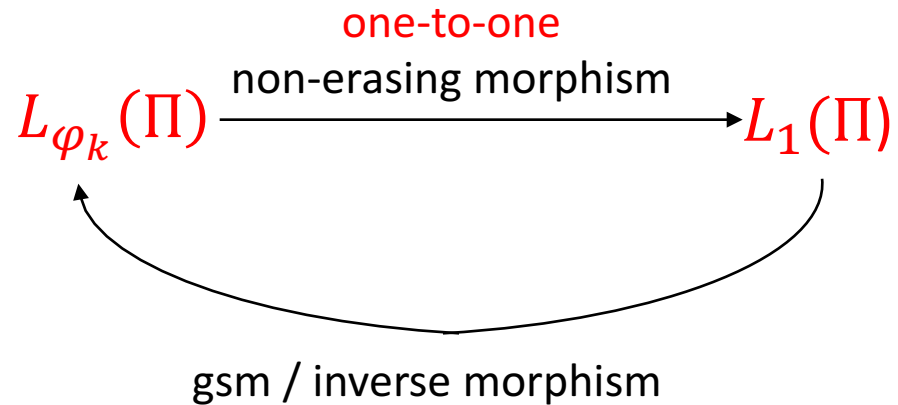 one-to-one
non-erasing morphism
L_{φ_k}(Π)
L_1(Π)
gsm / inverse morphism